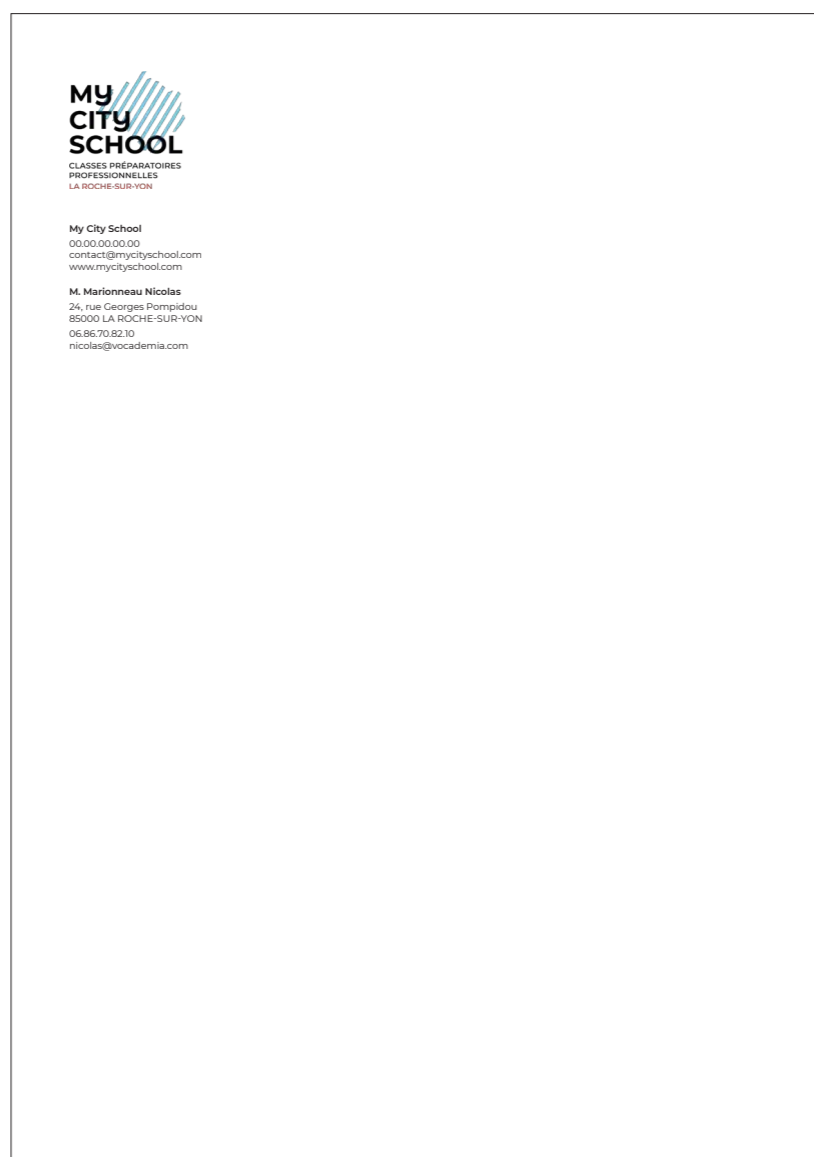 MY
CITY
SCHOOL
CLASSES PRÉPARATOIRES
PROFESSIONNELLES
LA ROCHE-SUR-YON
My City School
00.00.00.00.00
contact@mycityschool.com
www.mycityschool.com
M. Marionneau Nicolas
24, rue Georges Pompidou
85000 LA ROCHE-SUR-YON
06.86.70.82.10
nicolas@vocademia.com